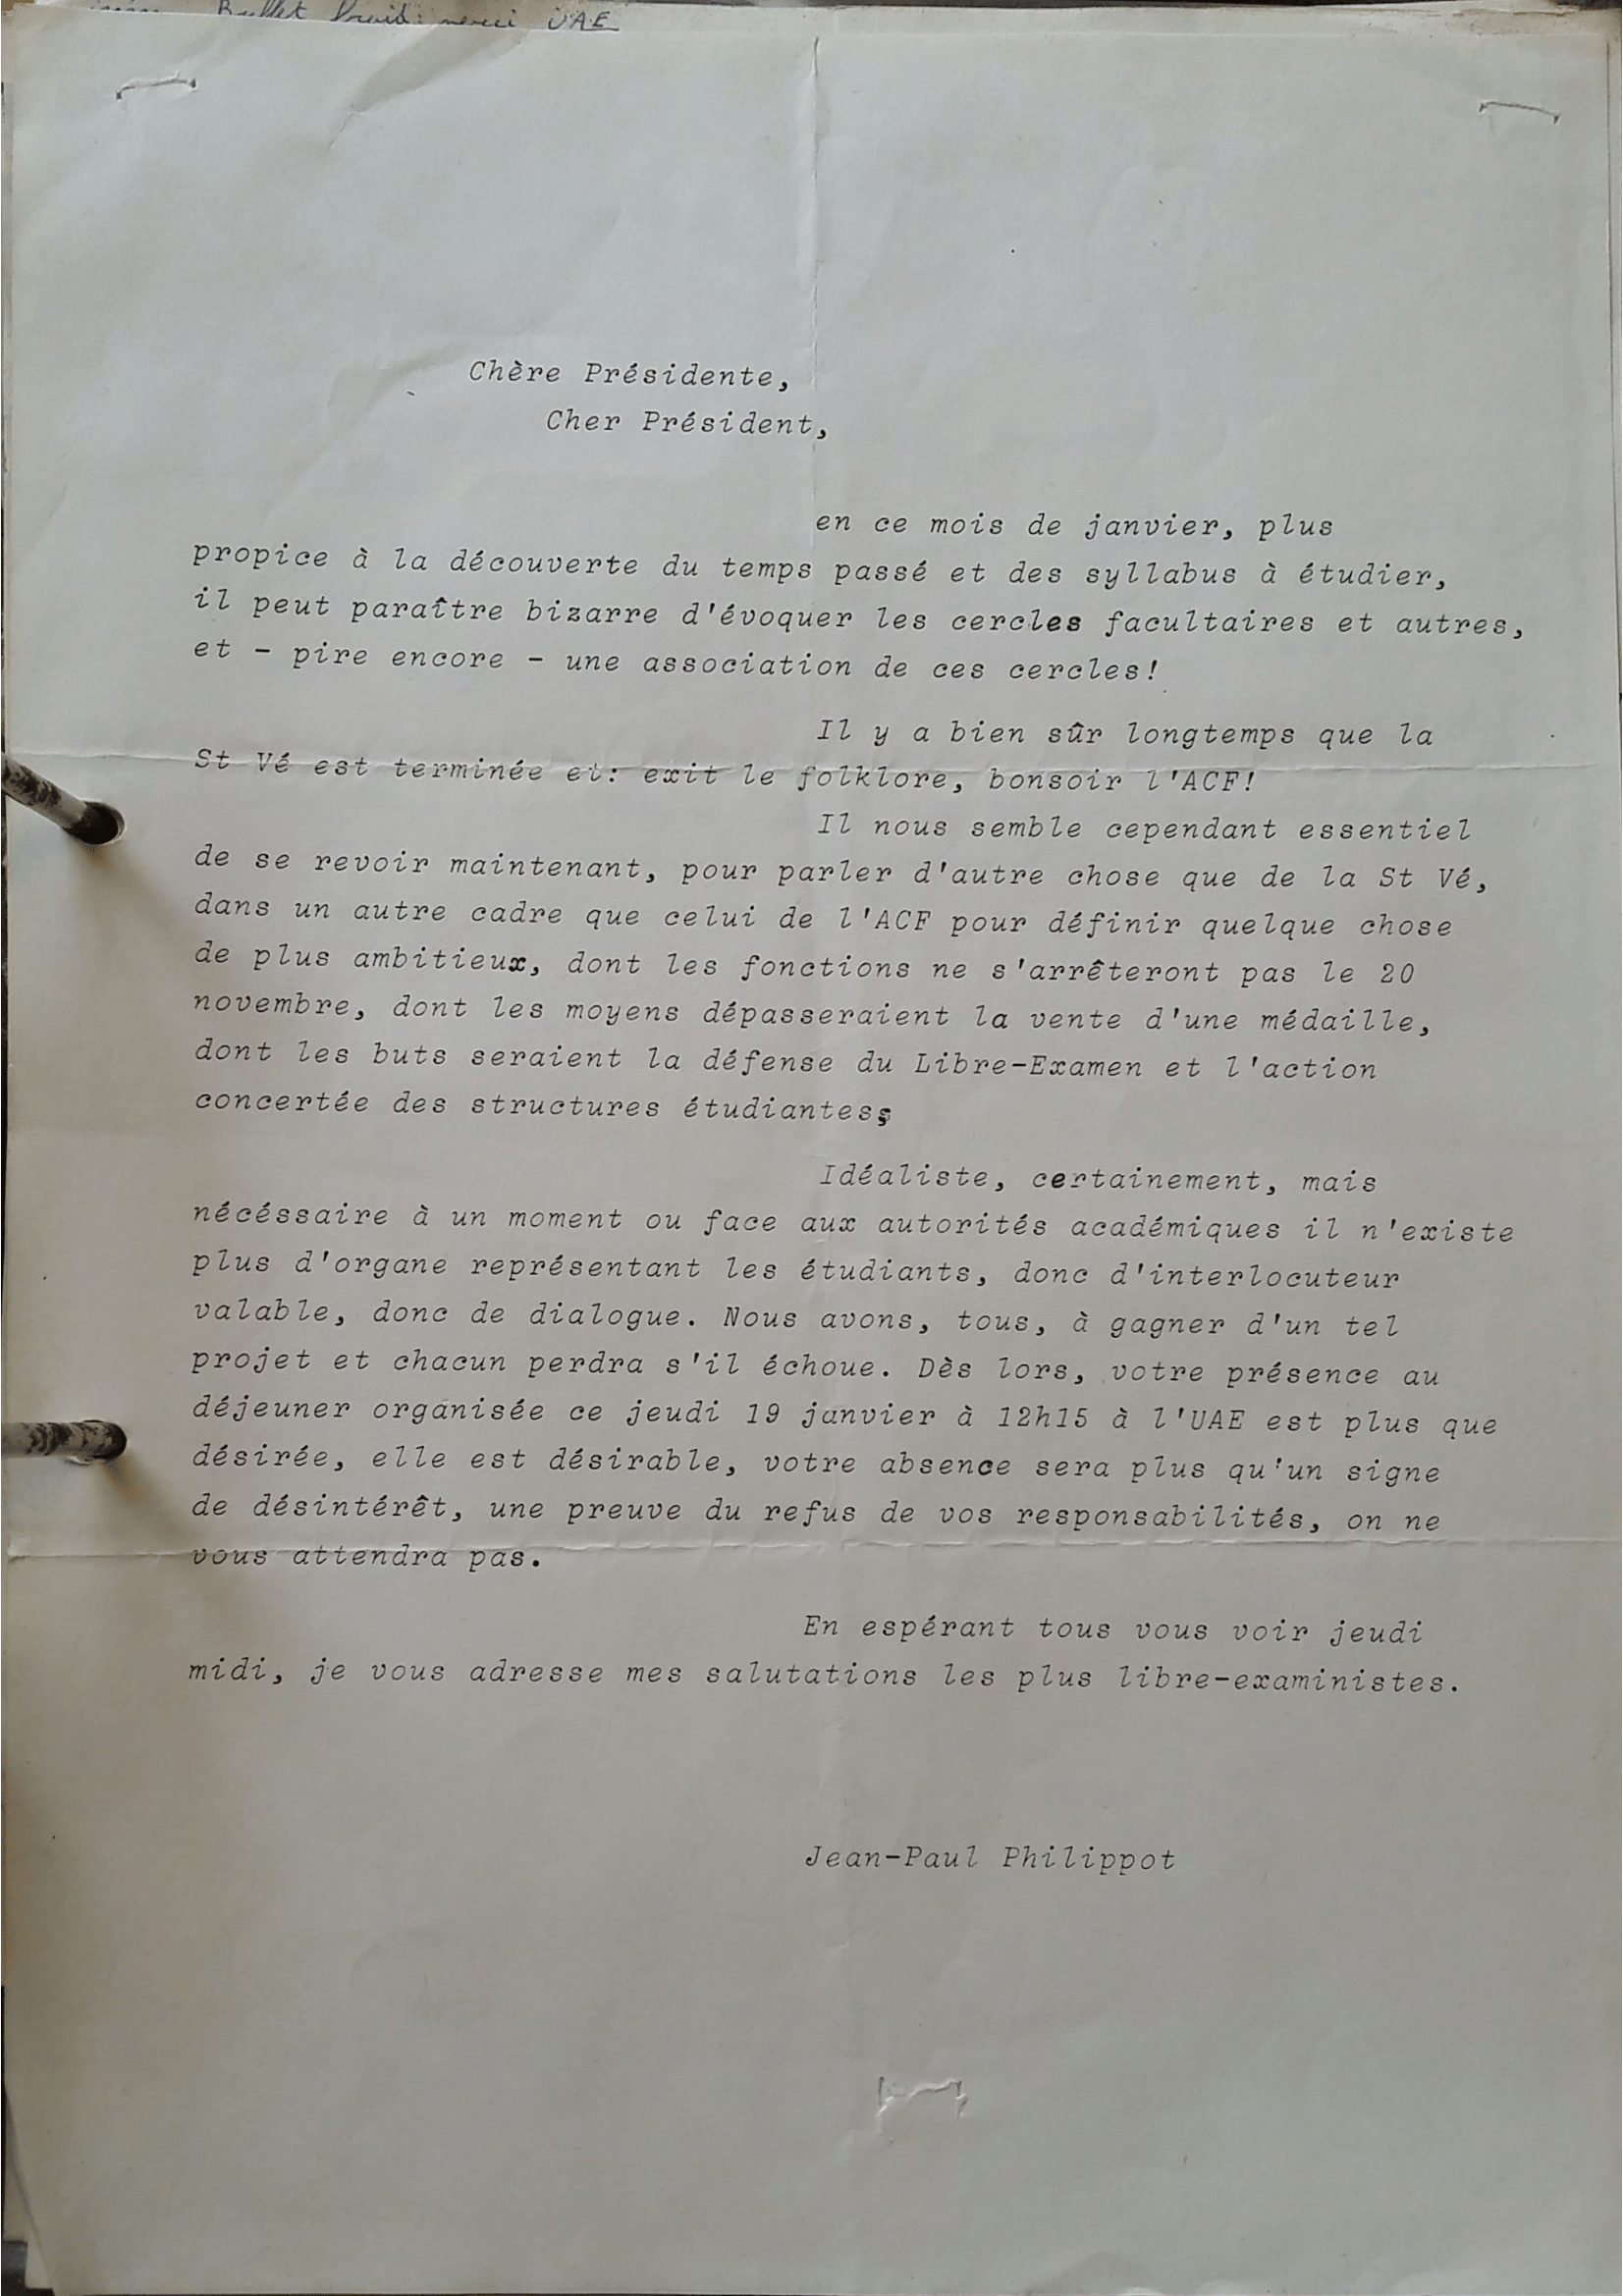 Bullet Droit: merci UAE
Chère Présidente,
Cher Président,
en ce mois de janvier, plus
propice à la découverte du temps passé et des syllabus à étudier,
il peut paraître bizarre d'évoquer les cercles facultaires et autres,
et - pire encore - une association de ces cercles!
Il y a bien sûr longtemps que la
St Vé est terminée et: exit le folklore, bonsoir l'ACF!
Il nous semble cependant essentiel
de se revoir maintenant, pour parler d'autre chose que de la St Vé,
dans un autre cadre que celui de l'ACF pour définir quelque chose
de plus ambitieux, dont les fonctions ne s'arrêteront pas le 20
novembre, dont les moyens dépasseraient la vente d'une médaille,
dont les buts seraient la défense du Libre-Examen et l'action
concertée des structures étudiantes;
Idéaliste, certainement, mais
nécéssaire à un moment ou face aux autorités académiques il n'existe
plus d'organe représentant les étudiants, donc d'interlocuteur
valable, donc de dialogue. Nous avons, tous, à gagner d'un tel
projet et chacun perdra s'il échoue. Dès lors, votre présence au
déjeuner organisée ce jeudi 19 janvier à 12h15 à l'UAE est plus que
désirée, elle est désirable, votre absence sera plus qu'un signe
de désintérêt, une preuve du refus de vos responsabilités, on ne
vous attendra pas.
En espérant tous vous voir jeudi
midi, je vous adresse mes salutations les plus libre-exaministes.
Jean-Paul Philippot